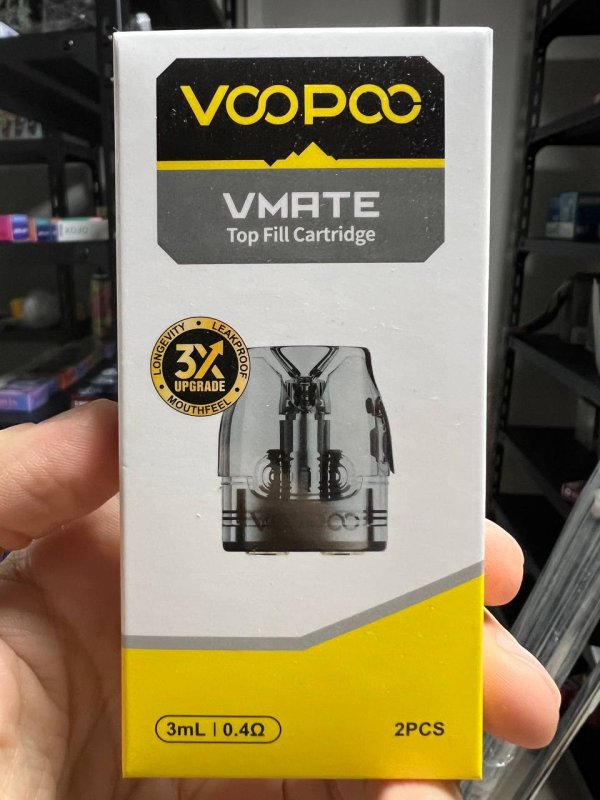 VOOPOO
VMATE
Top Fill Cartridge
LONGEVITY • LEAKPROOF • MOUTHFEEL
3X
UPGRADE
VOOPOO
3mL | 0.4Ω
2PCS